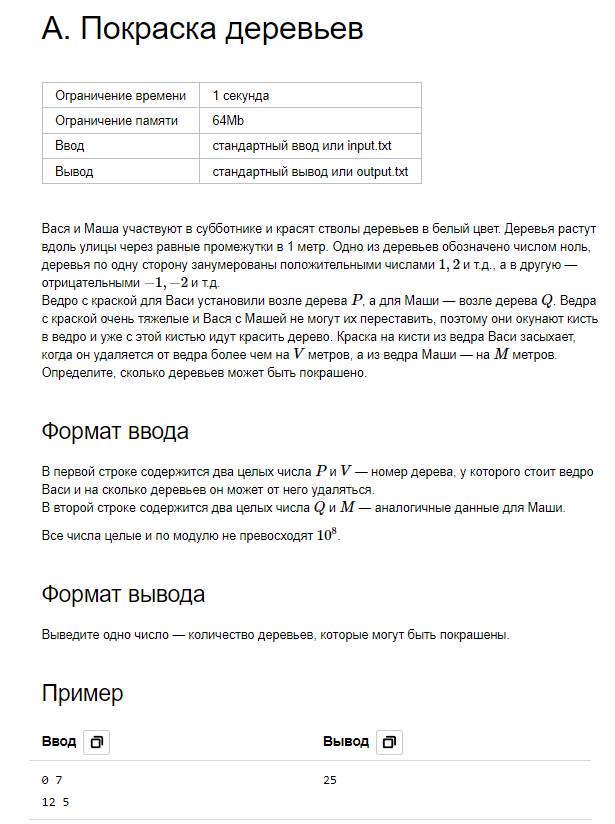 А. Покраска деревьев
Ограничение времени 1 секунда
Ограничение памяти 64Mb
Ввод стандартный ввод или input.txt
Вывод стандартный вывод или output.txt
Вася и Маша участвуют в субботнике и красят стволы деревьев в белый цвет. Деревья растут
вдоль улицы через равные промежутки в 1 метр. Одно из деревьев обозначено числом ноль,
деревья по одну сторону занумерованы положительными числами 1, 2 и т.д., а в другую —
отрицательными −1, −2 и т.д.
Ведро с краской для Васи установили возле дерева P, а для Маши — возле дерева Q. Ведра
с краской очень тяжелые и Вася с Машей не могут их переставить, поэтому они окунают кисть
в ведро и уже с этой кистью идут красить дерево. Краска на кисти из ведра Васи засыхает,
когда он удаляется от ведра более чем на V метров, а из ведра Маши — на M метров.
Определите, сколько деревьев может быть покрашено.
Формат ввода
В первой строке содержится два целых числа P и V — номер дерева, у которого стоит ведро
Васи и на сколько деревьев он может от него удаляться.
В второй строке содержится два целых числа Q и M — аналогичные данные для Маши.
Все числа целые и по модулю не превосходят 10⁸.
Формат вывода
Выведите одно число — количество деревьев, которые могут быть покрашены.
Пример
Ввод Вывод
0 7 25
12 5